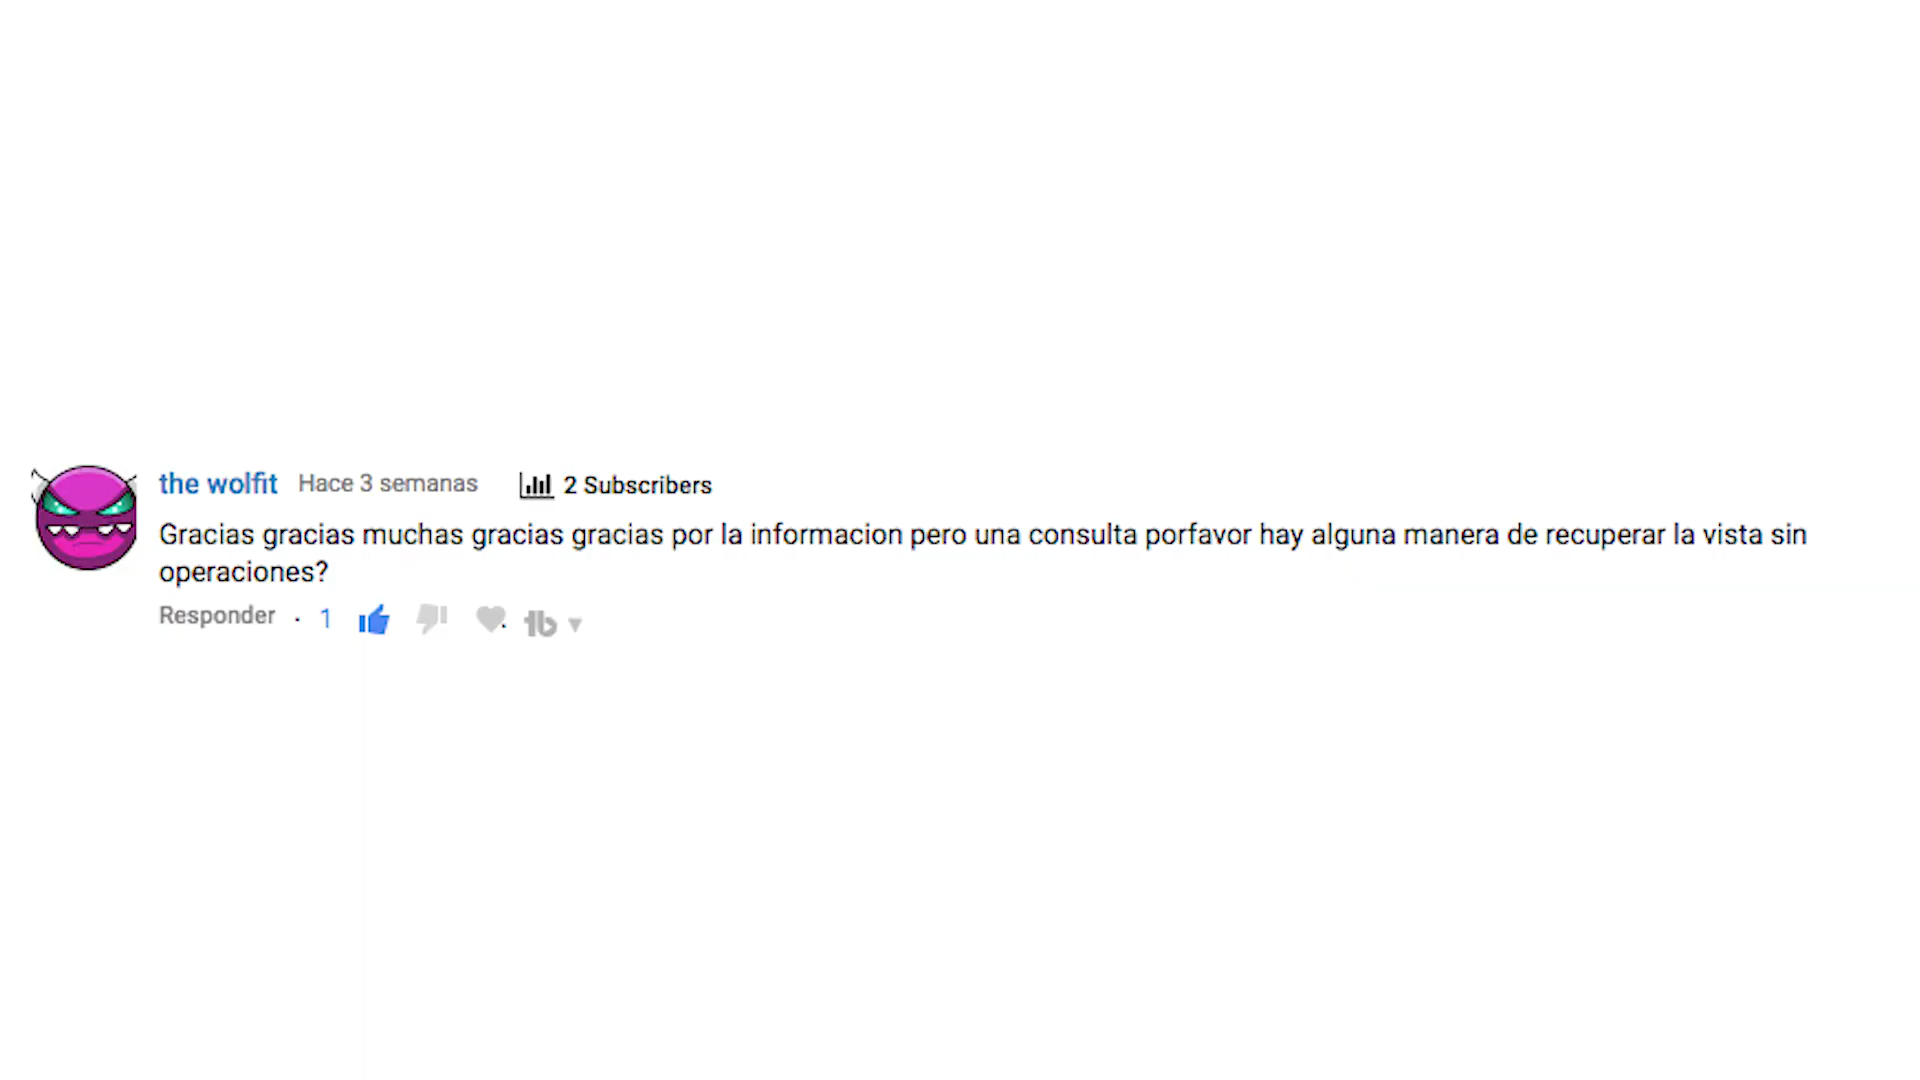 the wolfit Hace 3 semanas 2 Subscribers
Gracias gracias muchas gracias gracias por la informacion pero una consulta porfavor hay alguna manera de recuperar la vista sin
operaciones?
Responder · 1 tb